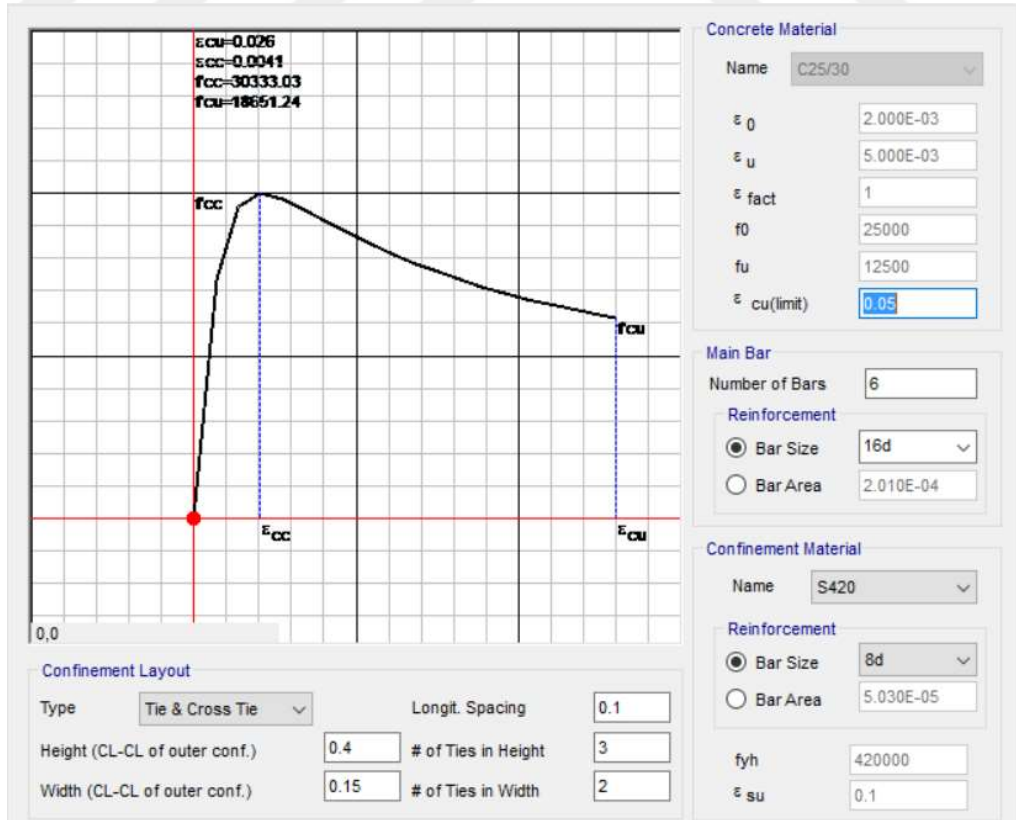 εcu=0.026
εcc=0.0041
fcc=30333.03
fcu=18651.24
fcc
fcu
εcc
εcu
0,0
Concrete Material
Name C25/30
ε 0 2.000E-03
ε u 5.000E-03
ε fact 1
f0 25000
fu 12500
ε cu(limit) 0.05
Main Bar
Number of Bars 6
Reinforcement
Bar Size 16d
Bar Area 2.010E-04
Confinement Material
Name S420
Reinforcement
Bar Size 8d
Bar Area 5.030E-05
fyh 420000
ε su 0.1
Confinement Layout
Type Tie & Cross Tie Longit. Spacing 0.1
Height (CL-CL of outer conf.) 0.4 # of Ties in Height 3
Width (CL-CL of outer conf.) 0.15 # of Ties in Width 2